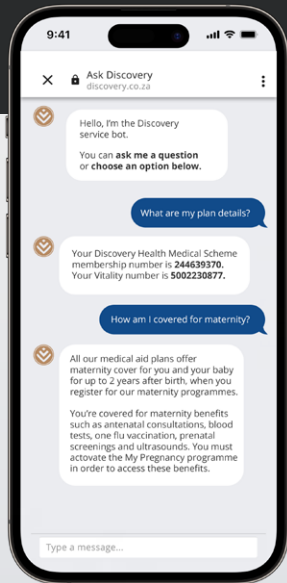 9:41
Ask Discovery
discovery.co.za
Hello, I'm the Discovery
service bot.
You can ask me a question
or choose an option below.
What are my plan details?
Your Discovery Health Medical Scheme
membership number is 244639370.
Your Vitality number is 5002230877.
How am I covered for maternity?
All our medical aid plans offer
maternity cover for you and your baby
for up to 2 years after birth, when you
register for our maternity programmes.
You're covered for maternity benefits
such as antenatal consultations, blood
tests, one flu vaccination, prenatal
screenings and ultrasounds. You must
actovate the My Pregnancy programme
in order to access these benefits.
Type a message...